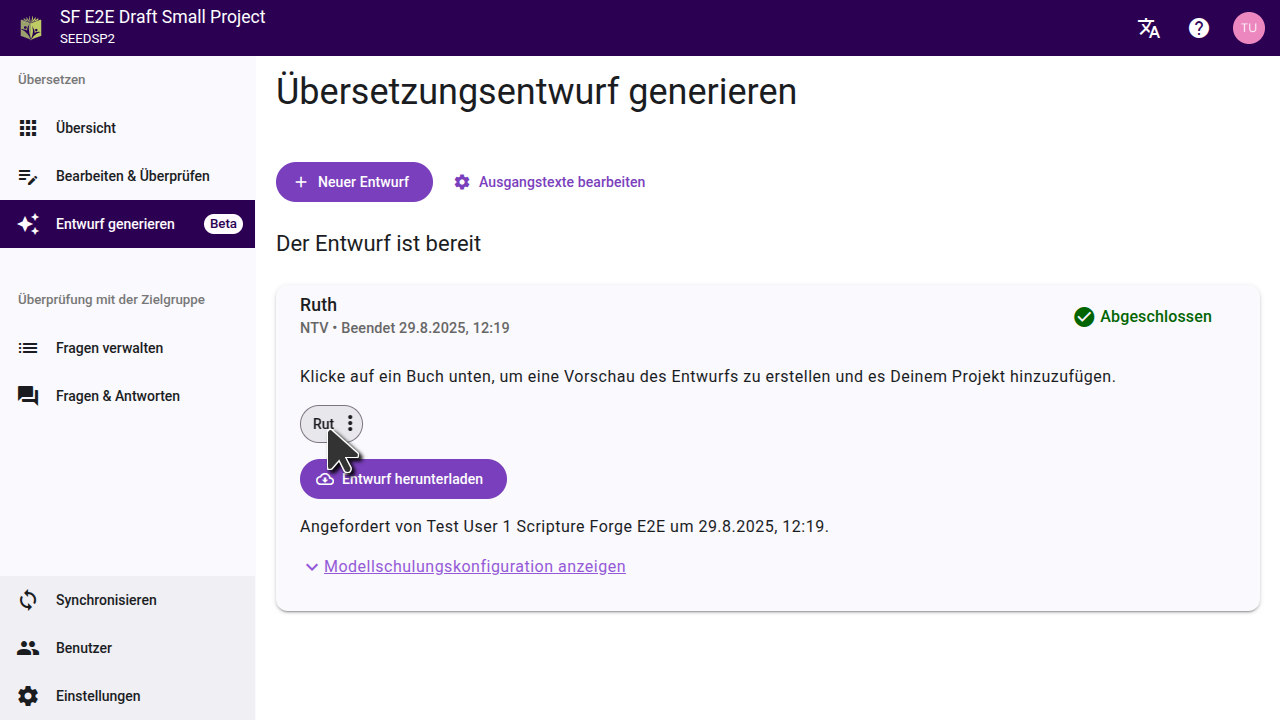 SF E2E Draft Small Project
SEEDSP2
TU
Übersetzen
Übersicht
Bearbeiten & Überprüfen
Entwurf generieren Beta
Überprüfung mit der Zielgruppe
Fragen verwalten
Fragen & Antworten
Synchronisieren
Benutzer
Einstellungen
Übersetzungsentwurf generieren
Neuer Entwurf
Ausgangstexte bearbeiten
Der Entwurf ist bereit
Ruth
NTV • Beendet 29.8.2025, 12:19
Abgeschlossen
Klicke auf ein Buch unten, um eine Vorschau des Entwurfs zu erstellen und es Deinem Projekt hinzuzufügen.
Rut
Entwurf herunterladen
Angefordert von Test User 1 Scripture Forge E2E um 29.8.2025, 12:19.
Modellschulungskonfiguration anzeigen